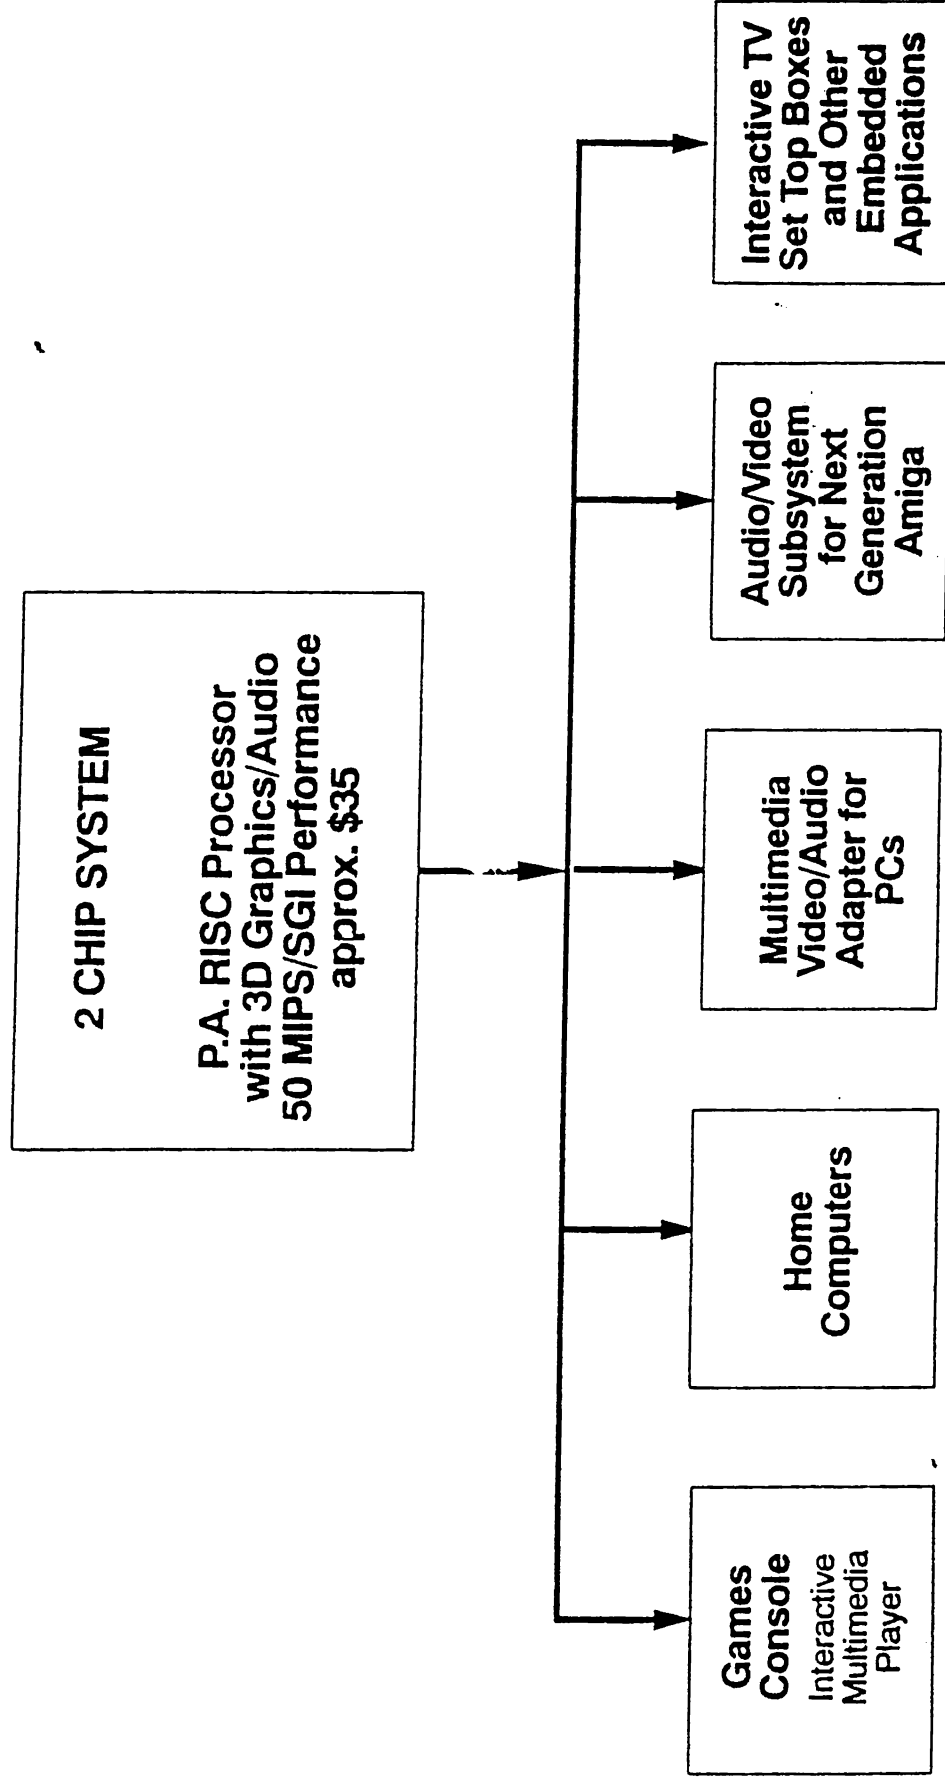 2 CHIP SYSTEM
P.A. RISC Processor
with 3D Graphics/Audio
50 MIPS/SGI Performance
approx. $35
Games
Console
Interactive
Multimedia
Player
Home
Computers
Multimedia
Video/Audio
Adapter for
PCs
Audio/Video
Subsystem
for Next
Generation
Amiga
Interactive TV
Set Top Boxes
and Other
Embedded
Applications